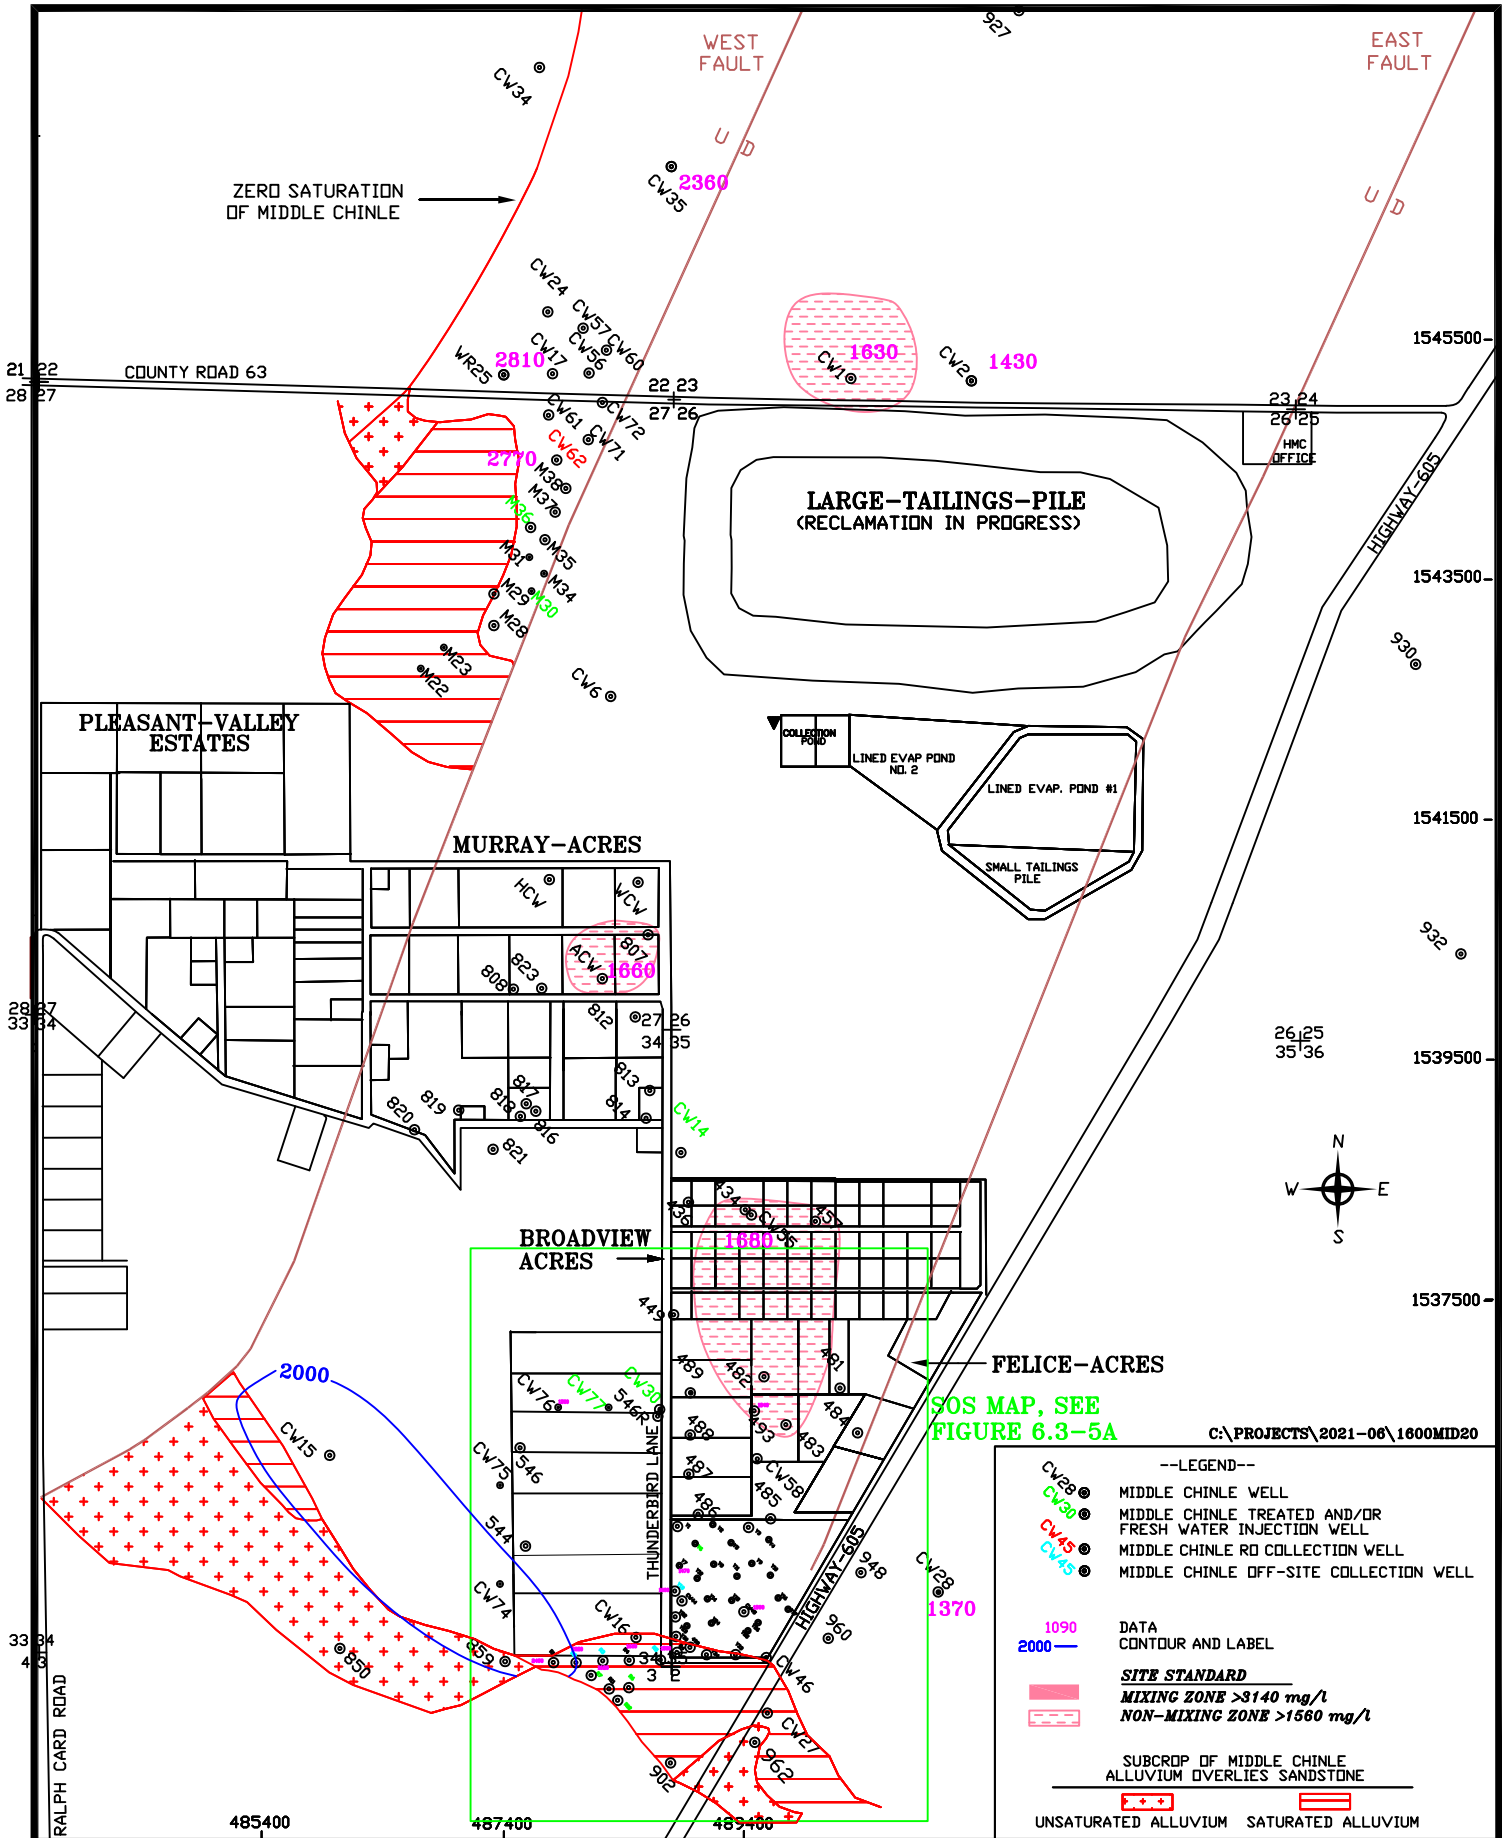 927
WEST
FAULT
EAST
FAULT
CW34
U D
U D
ZERO SATURATION
OF MIDDLE CHINLE
CW35
2360
CW24
CW57
CW60
CW17
CW56
WR25
2810
CW1
1630
CW2
1430
1545500
21 22
28 27
COUNTY ROAD 63
22 23
27 26
23 24
26 25
HMC
OFFICE
CW61
CW72
CW71
CW62
2770
M38
M37
M36
M35
M31
M34
M29
M30
M28
M23
M22
CW6
LARGE-TAILINGS-PILE
(RECLAMATION IN PROGRESS)
HIGHWAY-605
1543500
930
PLEASANT-VALLEY
ESTATES
COLLECTION
POND
LINED EVAP POND
NO. 2
LINED EVAP. POND #1
1541500
SMALL TAILINGS
PILE
MURRAY-ACRES
HCW
WCW
807
ACW
1660
823
808
812
932
28 27
33 34
27 26
34 35
26 25
35 36
1539500
813
814
817
818
816
819
820
821
CW14
N
W E
S
436
434
CW55
457
1680
BROADVIEW
ACRES
449
1537500
FELICE-ACRES
SOS MAP, SEE
FIGURE 6.3-5A
2000
CW15
CW76
CW77
CW30
546R
489
482
481
493
483
484
488
487
CW58
485
486
CW75
546
544
CW74
THUNDERBIRD LANE
HIGHWAY-605
948
CW28
1370
960
CW16
859
850
33 34
4 3
34 35
3 2
CW46
CW27
962
902
RALPH CARD ROAD
485400
487400
489400
C:\PROJECTS\2021-06\1600MID20
--LEGEND--
CW28 MIDDLE CHINLE WELL
CW30 MIDDLE CHINLE TREATED AND/OR
FRESH WATER INJECTION WELL
CW45 MIDDLE CHINLE RO COLLECTION WELL
CW45 MIDDLE CHINLE OFF-SITE COLLECTION WELL
1090 DATA
2000 CONTOUR AND LABEL
SITE STANDARD
MIXING ZONE >3140 mg/l
NON-MIXING ZONE >1560 mg/l
SUBCROP OF MIDDLE CHINLE
ALLUVIUM OVERLIES SANDSTONE
UNSATURATED ALLUVIUM SATURATED ALLUVIUM